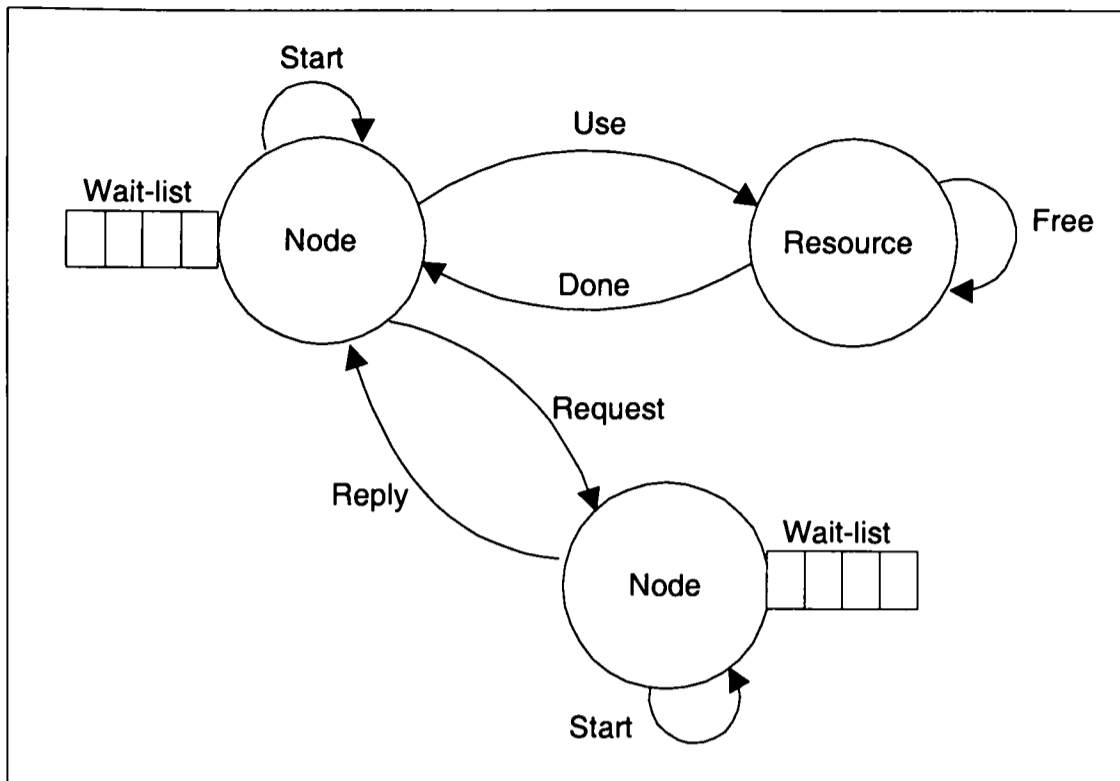 Start
Use
Wait-list
Node
Resource
Free
Done
Request
Reply
Wait-list
Node
Start